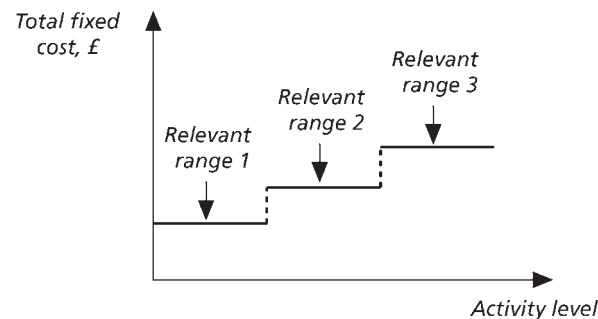 Total fixed
cost, £
Relevant
range 3
Relevant
range 2
Relevant
range 1
Activity level